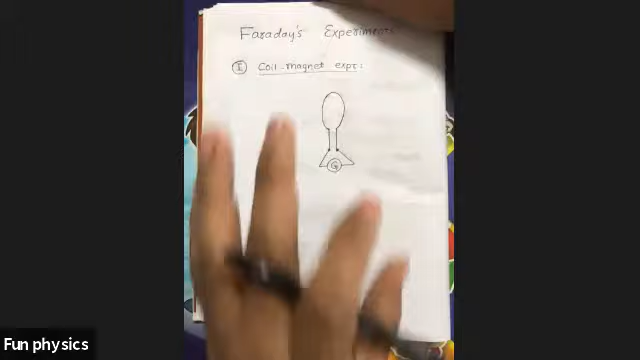 Faraday's Experiments
I Coil-magnet expt:
G
Fun physics